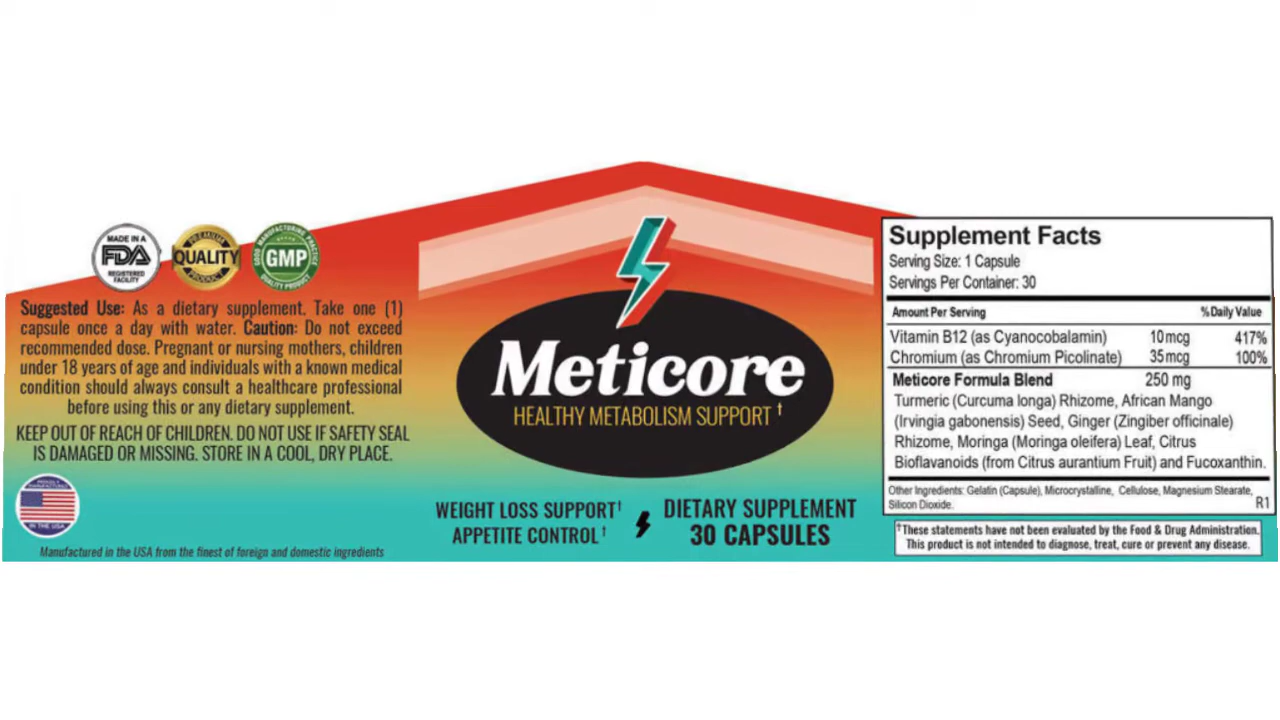 MADE IN A
FDA
REGISTERED
FACILITY
PREMIUM
QUALITY
PRODUCT
GOOD MANUFACTURING PRACTICE
GMP
QUALITY PRODUCT
Suggested Use: As a dietary supplement. Take one (1)
capsule once a day with water. Caution: Do not exceed
recommended dose. Pregnant or nursing mothers, children
under 18 years of age and individuals with a known medical
condition should always consult a healthcare professional
before using this or any dietary supplement.
KEEP OUT OF REACH OF CHILDREN. DO NOT USE IF SAFETY SEAL
IS DAMAGED OR MISSING. STORE IN A COOL, DRY PLACE.
PROUDLY
MANUFACTURED
IN THE USA
Manufactured in the USA from the finest of foreign and domestic ingredients
Meticore
HEALTHY METABOLISM SUPPORT †
WEIGHT LOSS SUPPORT†
APPETITE CONTROL†
DIETARY SUPPLEMENT
30 CAPSULES
Supplement Facts
Serving Size: 1 Capsule
Servings Per Container: 30
Amount Per Serving %Daily Value
Vitamin B12 (as Cyanocobalamin) 10mcg 417%
Chromium (as Chromium Picolinate) 35mcg 100%
Meticore Formula Blend 250 mg
Turmeric (Curcuma longa) Rhizome, African Mango
(Irvingia gabonensis) Seed, Ginger (Zingiber officinale)
Rhizome, Moringa (Moringa oleifera) Leaf, Citrus
Bioflavanoids (from Citrus aurantium Fruit) and Fucoxanthin.
Other Ingredients: Gelatin (Capsule), Microcrystalline, Cellulose, Magnesium Stearate,
Silicon Dioxide. R1
†These statements have not been evaluated by the Food & Drug Administration.
This product is not intended to diagnose, treat, cure or prevent any disease.